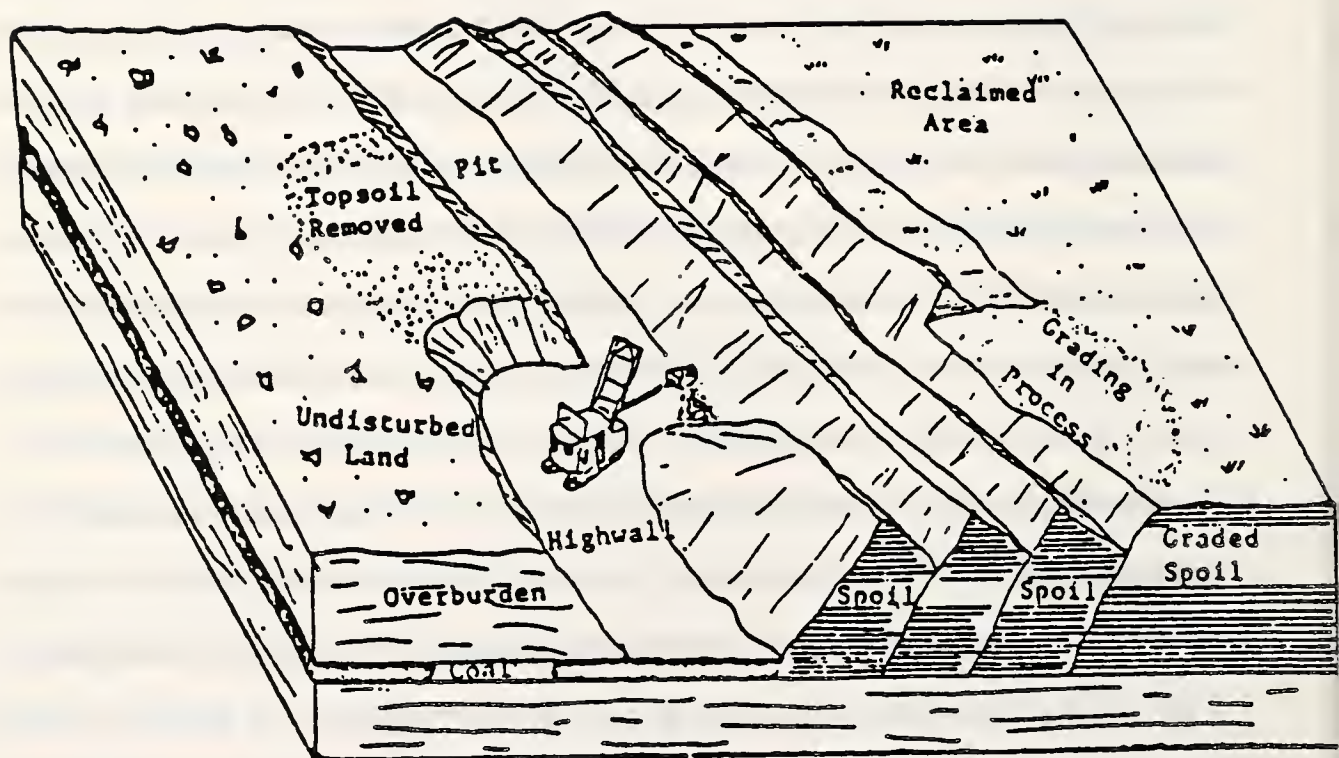 Reclaimed
Area
Pit
Topsoil
Removed
Grading
in
Process
Undisturbed
Land
Highwall
Overburden
Spoil
Spoil
Graded
Spoil
Coal